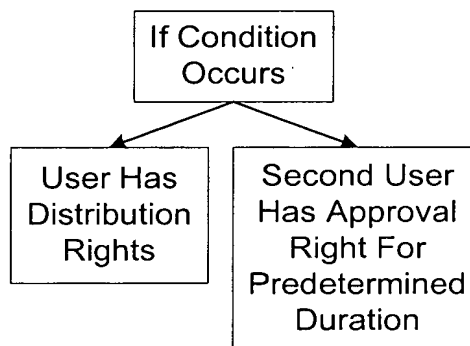 If Condition
Occurs
User Has
Distribution
Rights
Second User
Has Approval
Right For
Predetermined
Duration